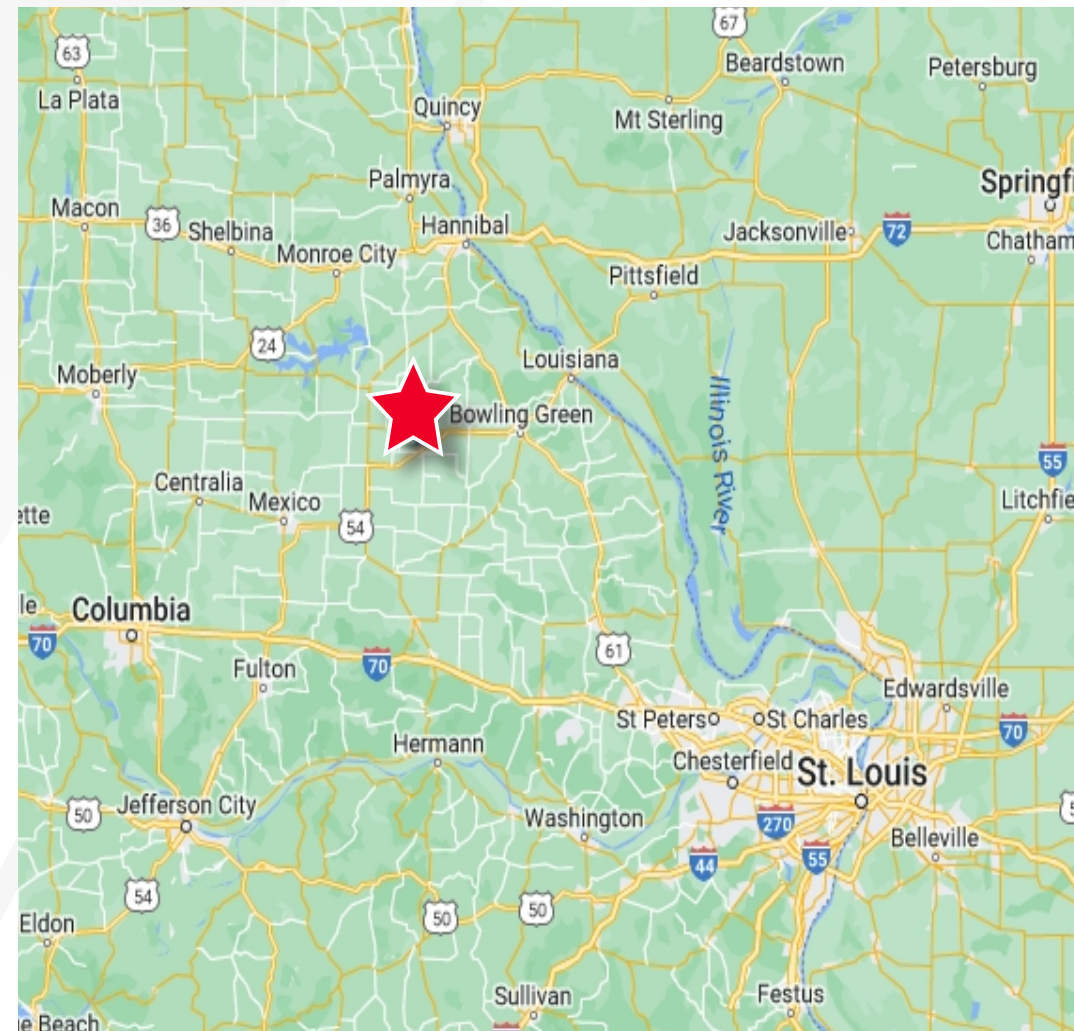 67
63
Beardstown
Petersburg
La Plata
Quincy
Mt Sterling
Palmyra
Springf
Macon
36
Shelbina
Hannibal
Jacksonville
72
Chatham
Monroe City
Pittsfield
24
Louisiana
Moberly
Illinois River
Bowling Green
55
Centralia
Mexico
Litchfie
ette
54
le
Columbia
70
61
70
Fulton
Edwardsville
St Peters
St Charles
70
Hermann
Chesterfield
St. Louis
50
Jefferson City
Washington
270
5
Belleville
44
55
54
50
50
Eldon
Sullivan
Festus
e Beach